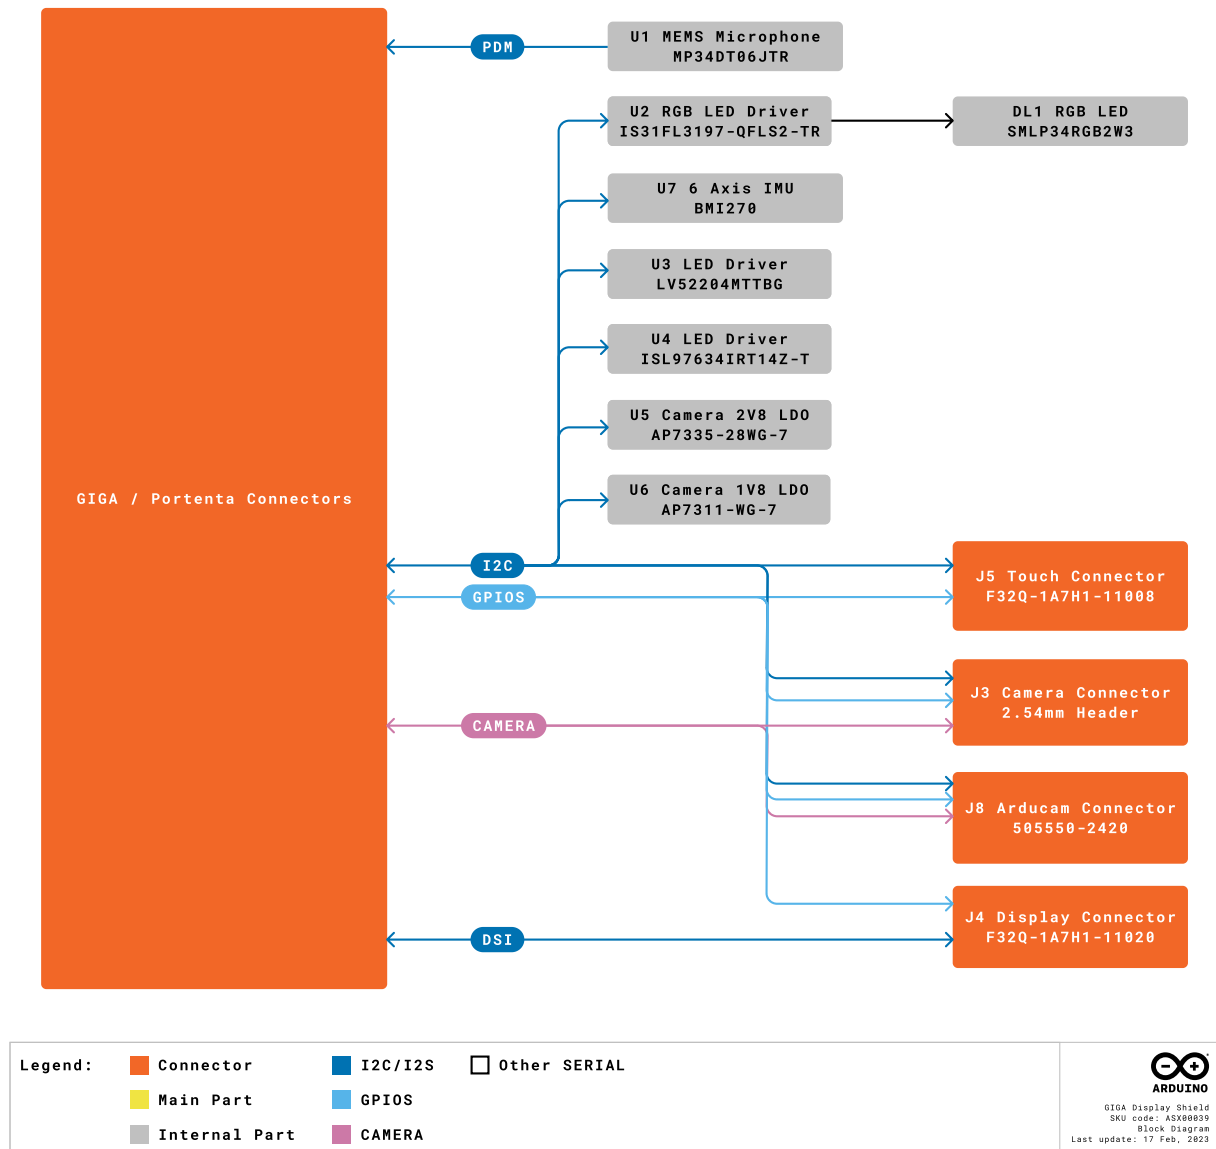 PDM
U1 MEMS Microphone
MP34DT06JTR
U2 RGB LED Driver
IS31FL3197-QFLS2-TR
DL1 RGB LED
SMLP34RGB2W3
U7 6 Axis IMU
BMI270
U3 LED Driver
LV52204MTTBG
U4 LED Driver
ISL97634IRT14Z-T
U5 Camera 2V8 LDO
AP7335-28WG-7
GIGA / Portenta Connectors
U6 Camera 1V8 LDO
AP7311-WG-7
I2C
GPIOS
J5 Touch Connector
F32Q-1A7H1-11008
J3 Camera Connector
2.54mm Header
CAMERA
J8 Arducam Connector
505550-2420
J4 Display Connector
F32Q-1A7H1-11020
DSI
Legend:
Connector
Main Part
Internal Part
I2C/I2S
GPIOS
CAMERA
Other SERIAL
ARDUINO
GIGA Display Shield
SKU code: ASX00039
Block Diagram
Last update: 17 Feb, 2023